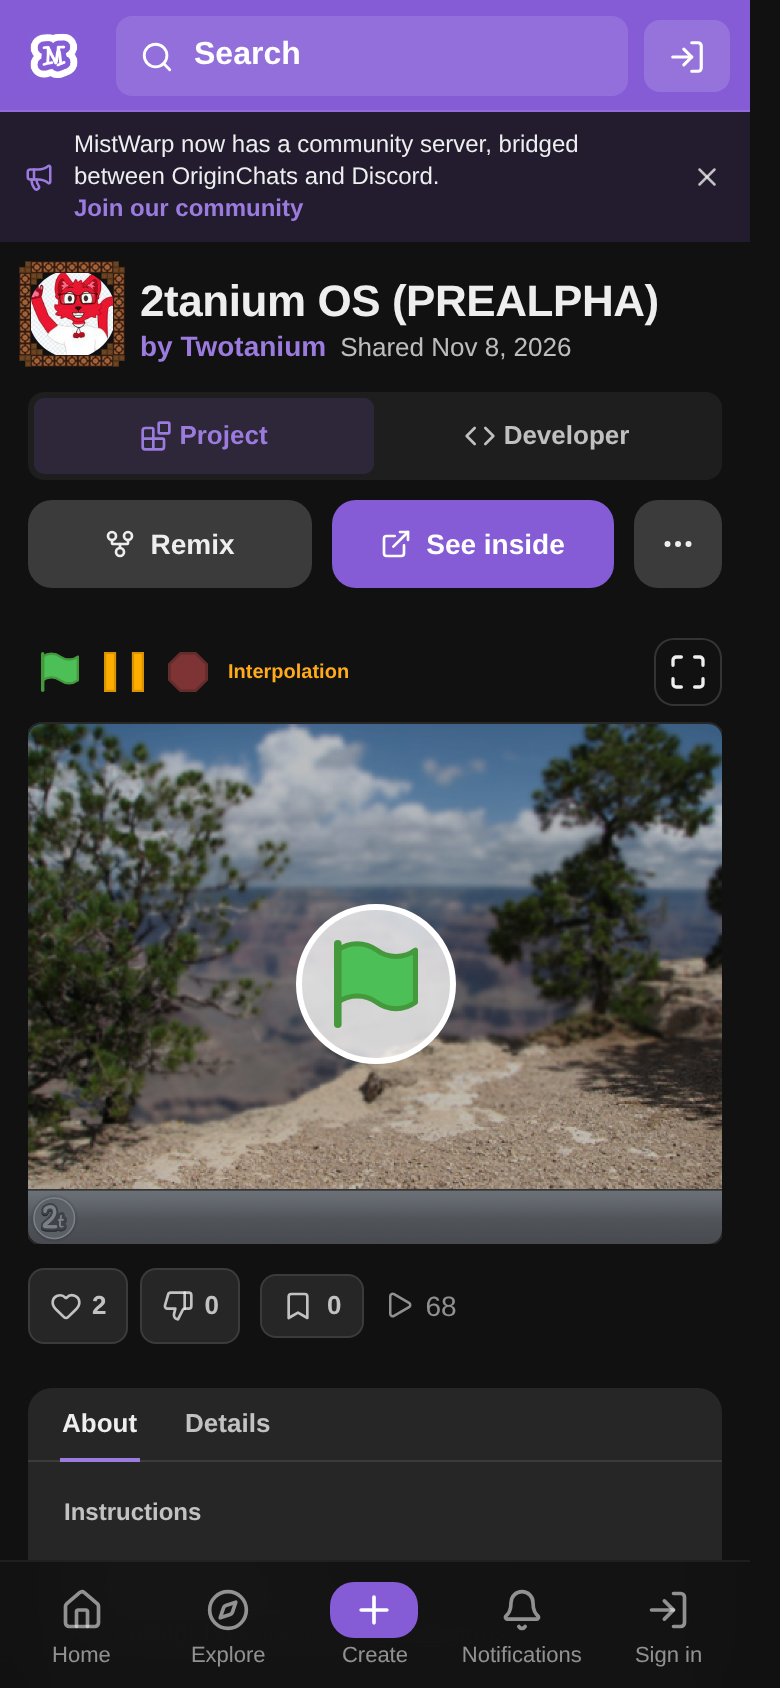 M
Search
MistWarp now has a community server, bridged
between OriginChats and Discord.
Join our community
2tanium OS (PREALPHA)
by Twotanium Shared Nov 8, 2026
Project
Developer
Remix
See inside
Interpolation
2t
2
0
0
68
About
Details
Instructions
Home
Explore
Create
Notifications
Sign in